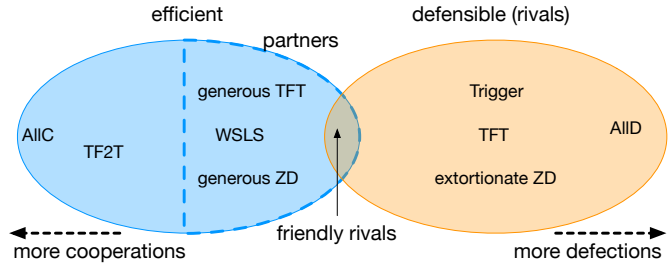 efficient
defensible (rivals)
partners
generous TFT
Trigger
AllC
TF2T
WSLS
TFT
AllD
generous ZD
extortionate ZD
friendly rivals
more cooperations
more defections